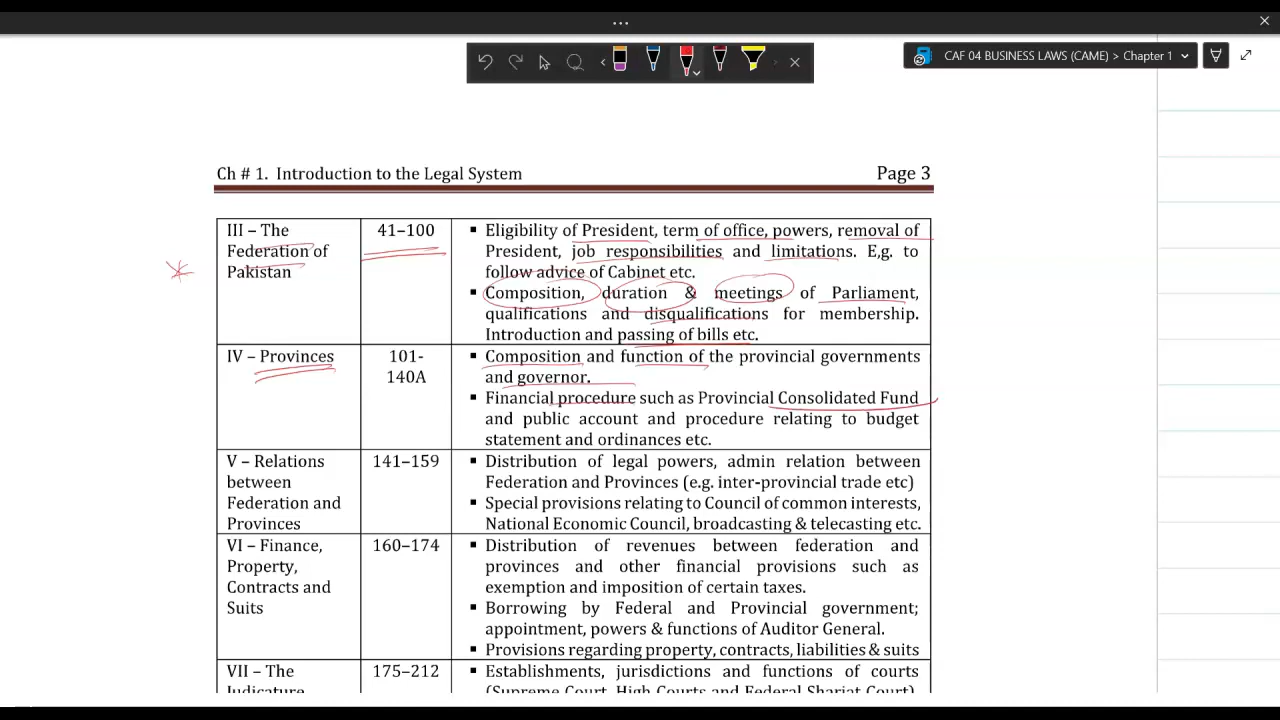 CAF 04 BUSINESS LAWS (CAME) > Chapter 1
Ch # 1. Introduction to the Legal System Page 3
III – The Federation of Pakistan
41–100
▪ Eligibility of President, term of office, powers, removal of
President, job responsibilities and limitations. E,g. to
follow advice of Cabinet etc.
▪ Composition, duration & meetings of Parliament,
qualifications and disqualifications for membership.
Introduction and passing of bills etc.
IV – Provinces
101-
140A
▪ Composition and function of the provincial governments
and governor.
▪ Financial procedure such as Provincial Consolidated Fund
and public account and procedure relating to budget
statement and ordinances etc.
V – Relations
between
Federation and
Provinces
141–159
▪ Distribution of legal powers, admin relation between
Federation and Provinces (e.g. inter-provincial trade etc)
▪ Special provisions relating to Council of common interests,
National Economic Council, broadcasting & telecasting etc.
VI – Finance,
Property,
Contracts and
Suits
160–174
▪ Distribution of revenues between federation and
provinces and other financial provisions such as
exemption and imposition of certain taxes.
▪ Borrowing by Federal and Provincial government;
appointment, powers & functions of Auditor General.
▪ Provisions regarding property, contracts, liabilities & suits
VII – The
Judicature
175–212
▪ Establishments, jurisdictions and functions of courts
(Supreme Court, High Courts and Federal Shariat Court).